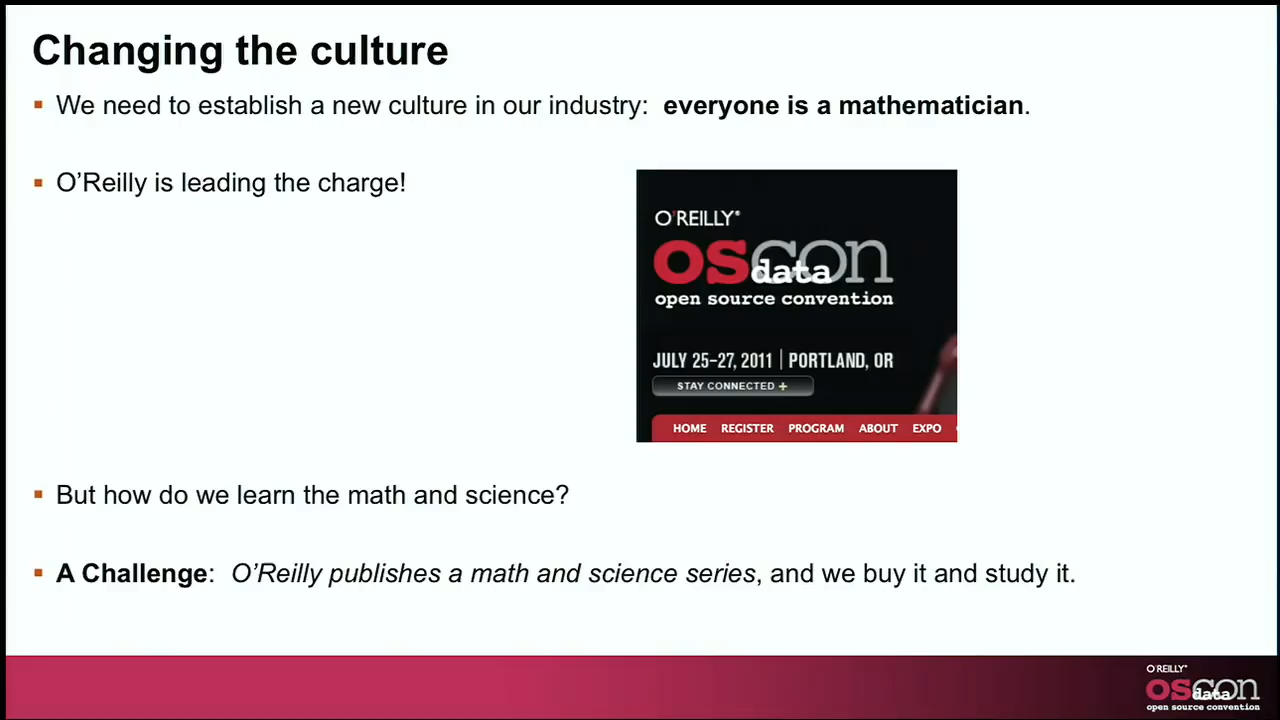 Changing the culture
We need to establish a new culture in our industry: everyone is a mathematician.
O'Reilly is leading the charge!
O'REILLY®
oscon
data
open source convention
JULY 25–27, 2011 | PORTLAND, OR
STAY CONNECTED +
HOME REGISTER PROGRAM ABOUT EXPO
But how do we learn the math and science?
A Challenge: O'Reilly publishes a math and science series, and we buy it and study it.
O'REILLY®
oscon
data
open source convention